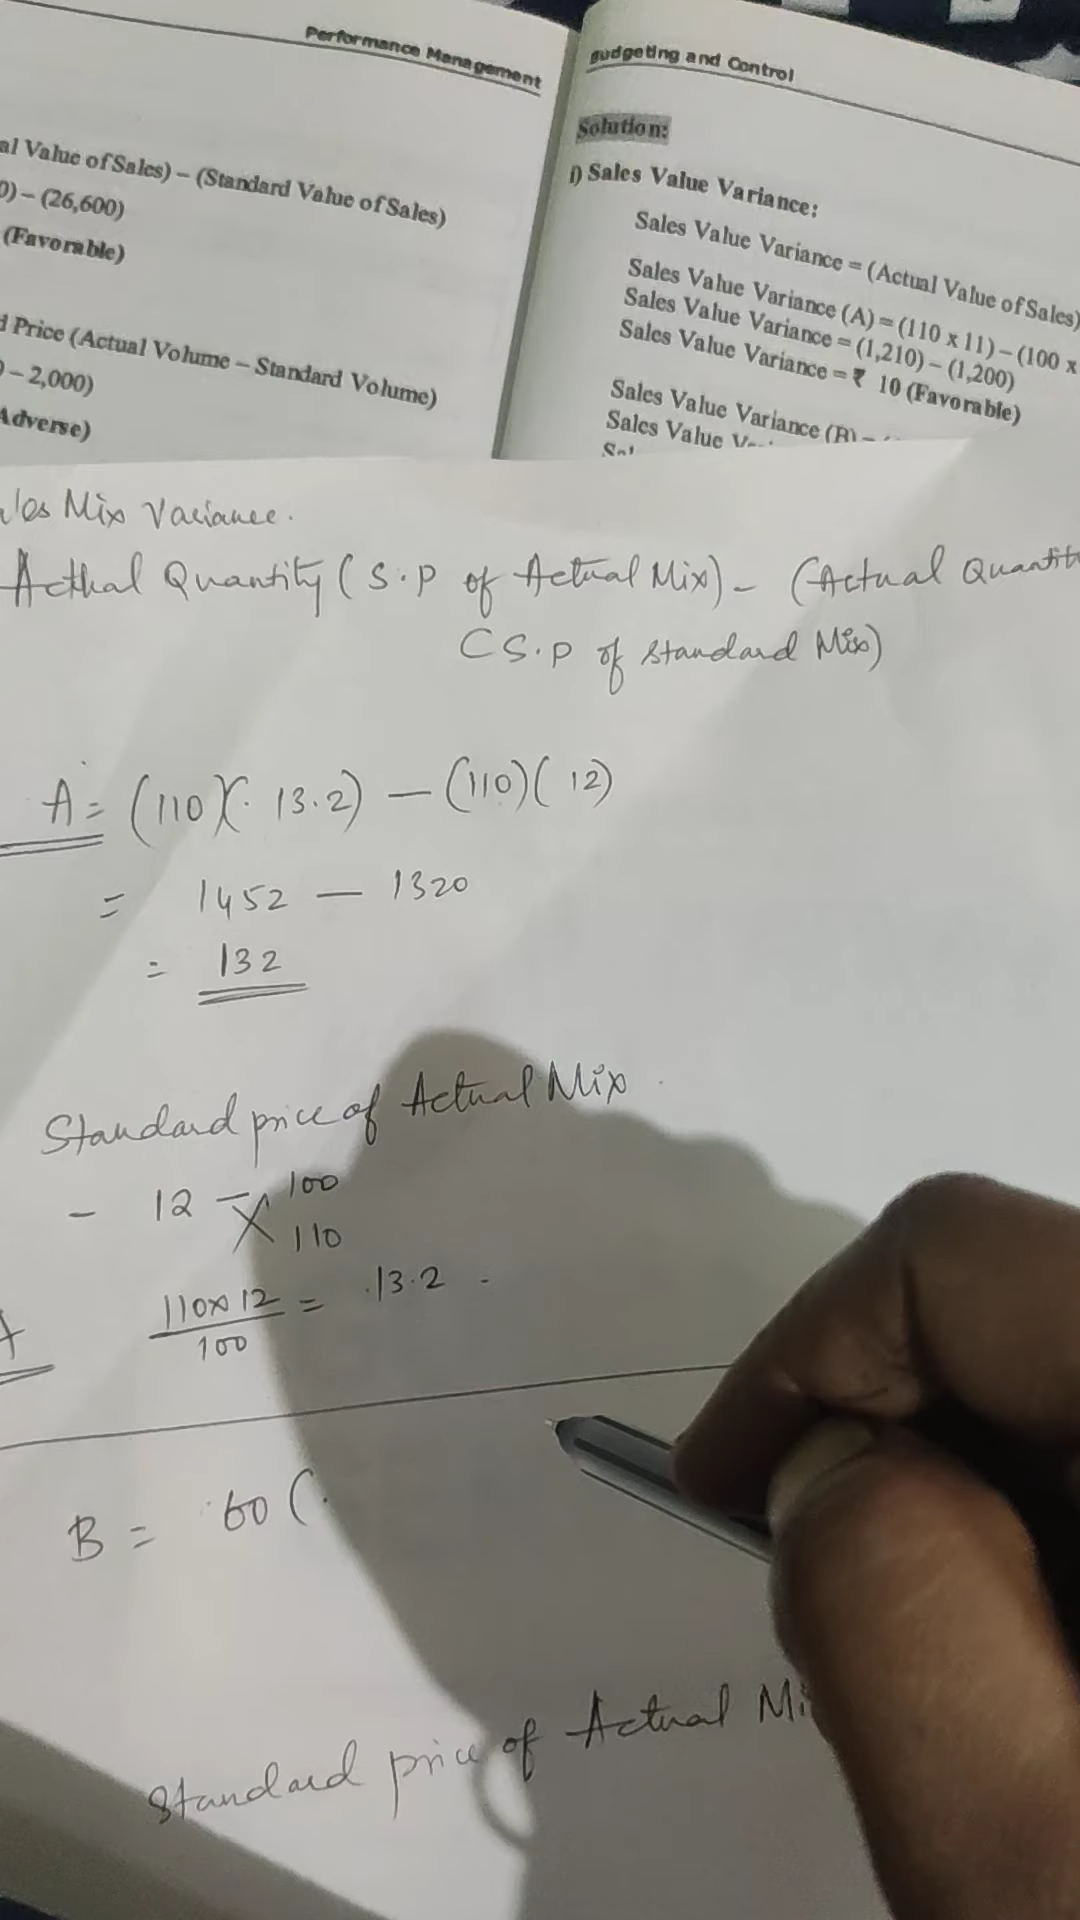 Performance Management
al Value of Sales) – (Standard Value of Sales)
0) – (26,600)
(Favorable)
d Price (Actual Volume – Standard Volume)
0 – 2,000)
Adverse)
Budgeting and Control
Solution:
i) Sales Value Variance:
Sales Value Variance = (Actual Value of Sales)
Sales Value Variance (A) = (110 x 11) – (100 x
Sales Value Variance = (1,210) – (1,200)
Sales Value Variance = ₹ 10 (Favorable)
Sales Value Variance (B) –
Sales Value
les Mix Variance.
Actual Quantity (S.P of Actual Mix) - (Actual Quantit
(S.P of Standard Mix)
A = (110)(13.2) — (110)(12)
= 1452 — 1320
= 132
Standard price of Actual Mix.
- 12 - 100
110
110 x 12 = 13.2
100
B = 60 (
Standard price of Actual Mi